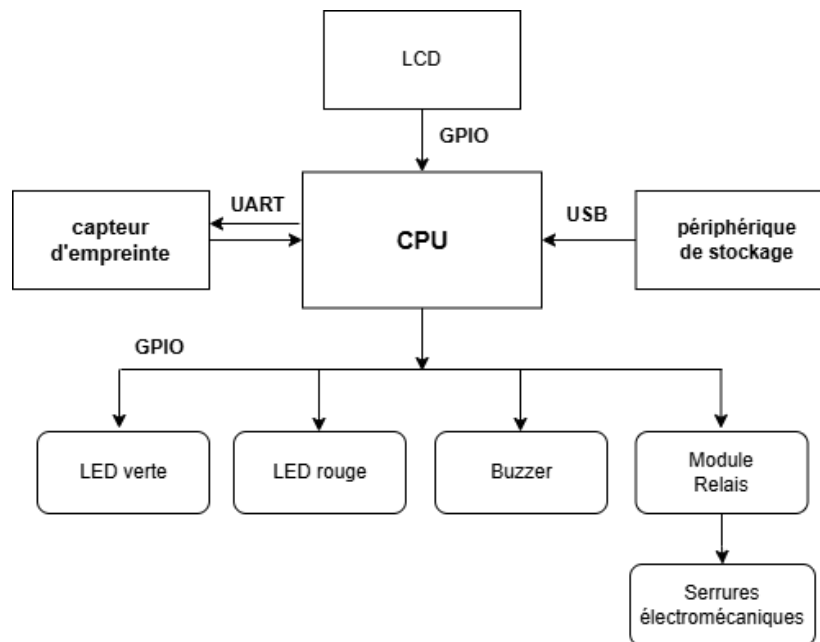 LCD
GPIO
UART
USB
capteur
d'empreinte
CPU
périphérique
de stockage
GPIO
LED verte
LED rouge
Buzzer
Module
Relais
Serrures
électromécaniques